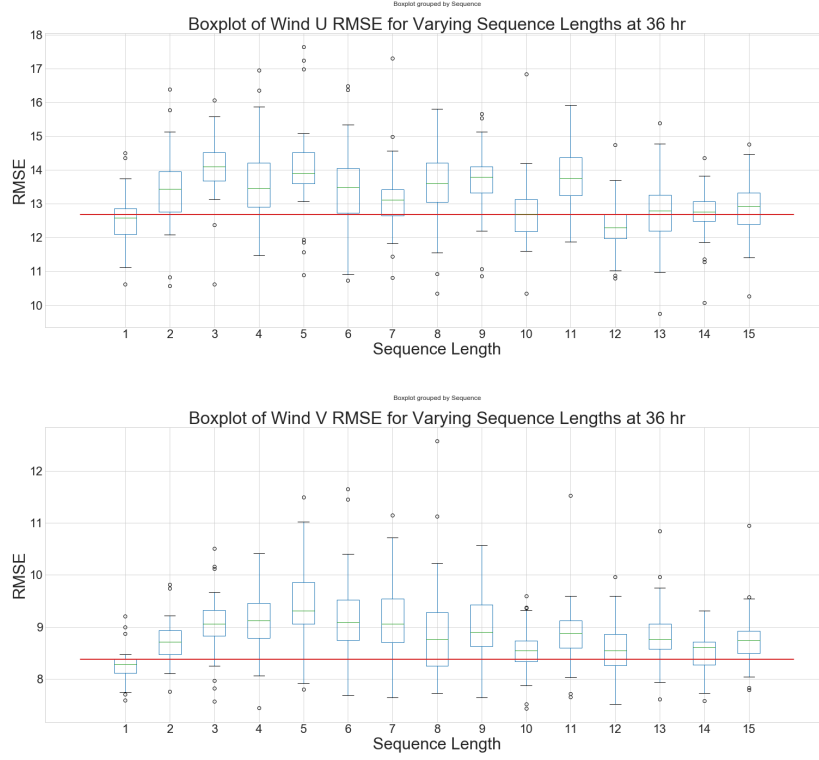 Boxplot grouped by Sequence
Boxplot of Wind U RMSE for Varying Sequence Lengths at 36 hr
18
17
16
15
14
13
12
11
10
RMSE
1 2 3 4 5 6 7 8 9 10 11 12 13 14 15
Sequence Length
Boxplot grouped by Sequence
Boxplot of Wind V RMSE for Varying Sequence Lengths at 36 hr
12
11
10
9
8
RMSE
1 2 3 4 5 6 7 8 9 10 11 12 13 14 15
Sequence Length